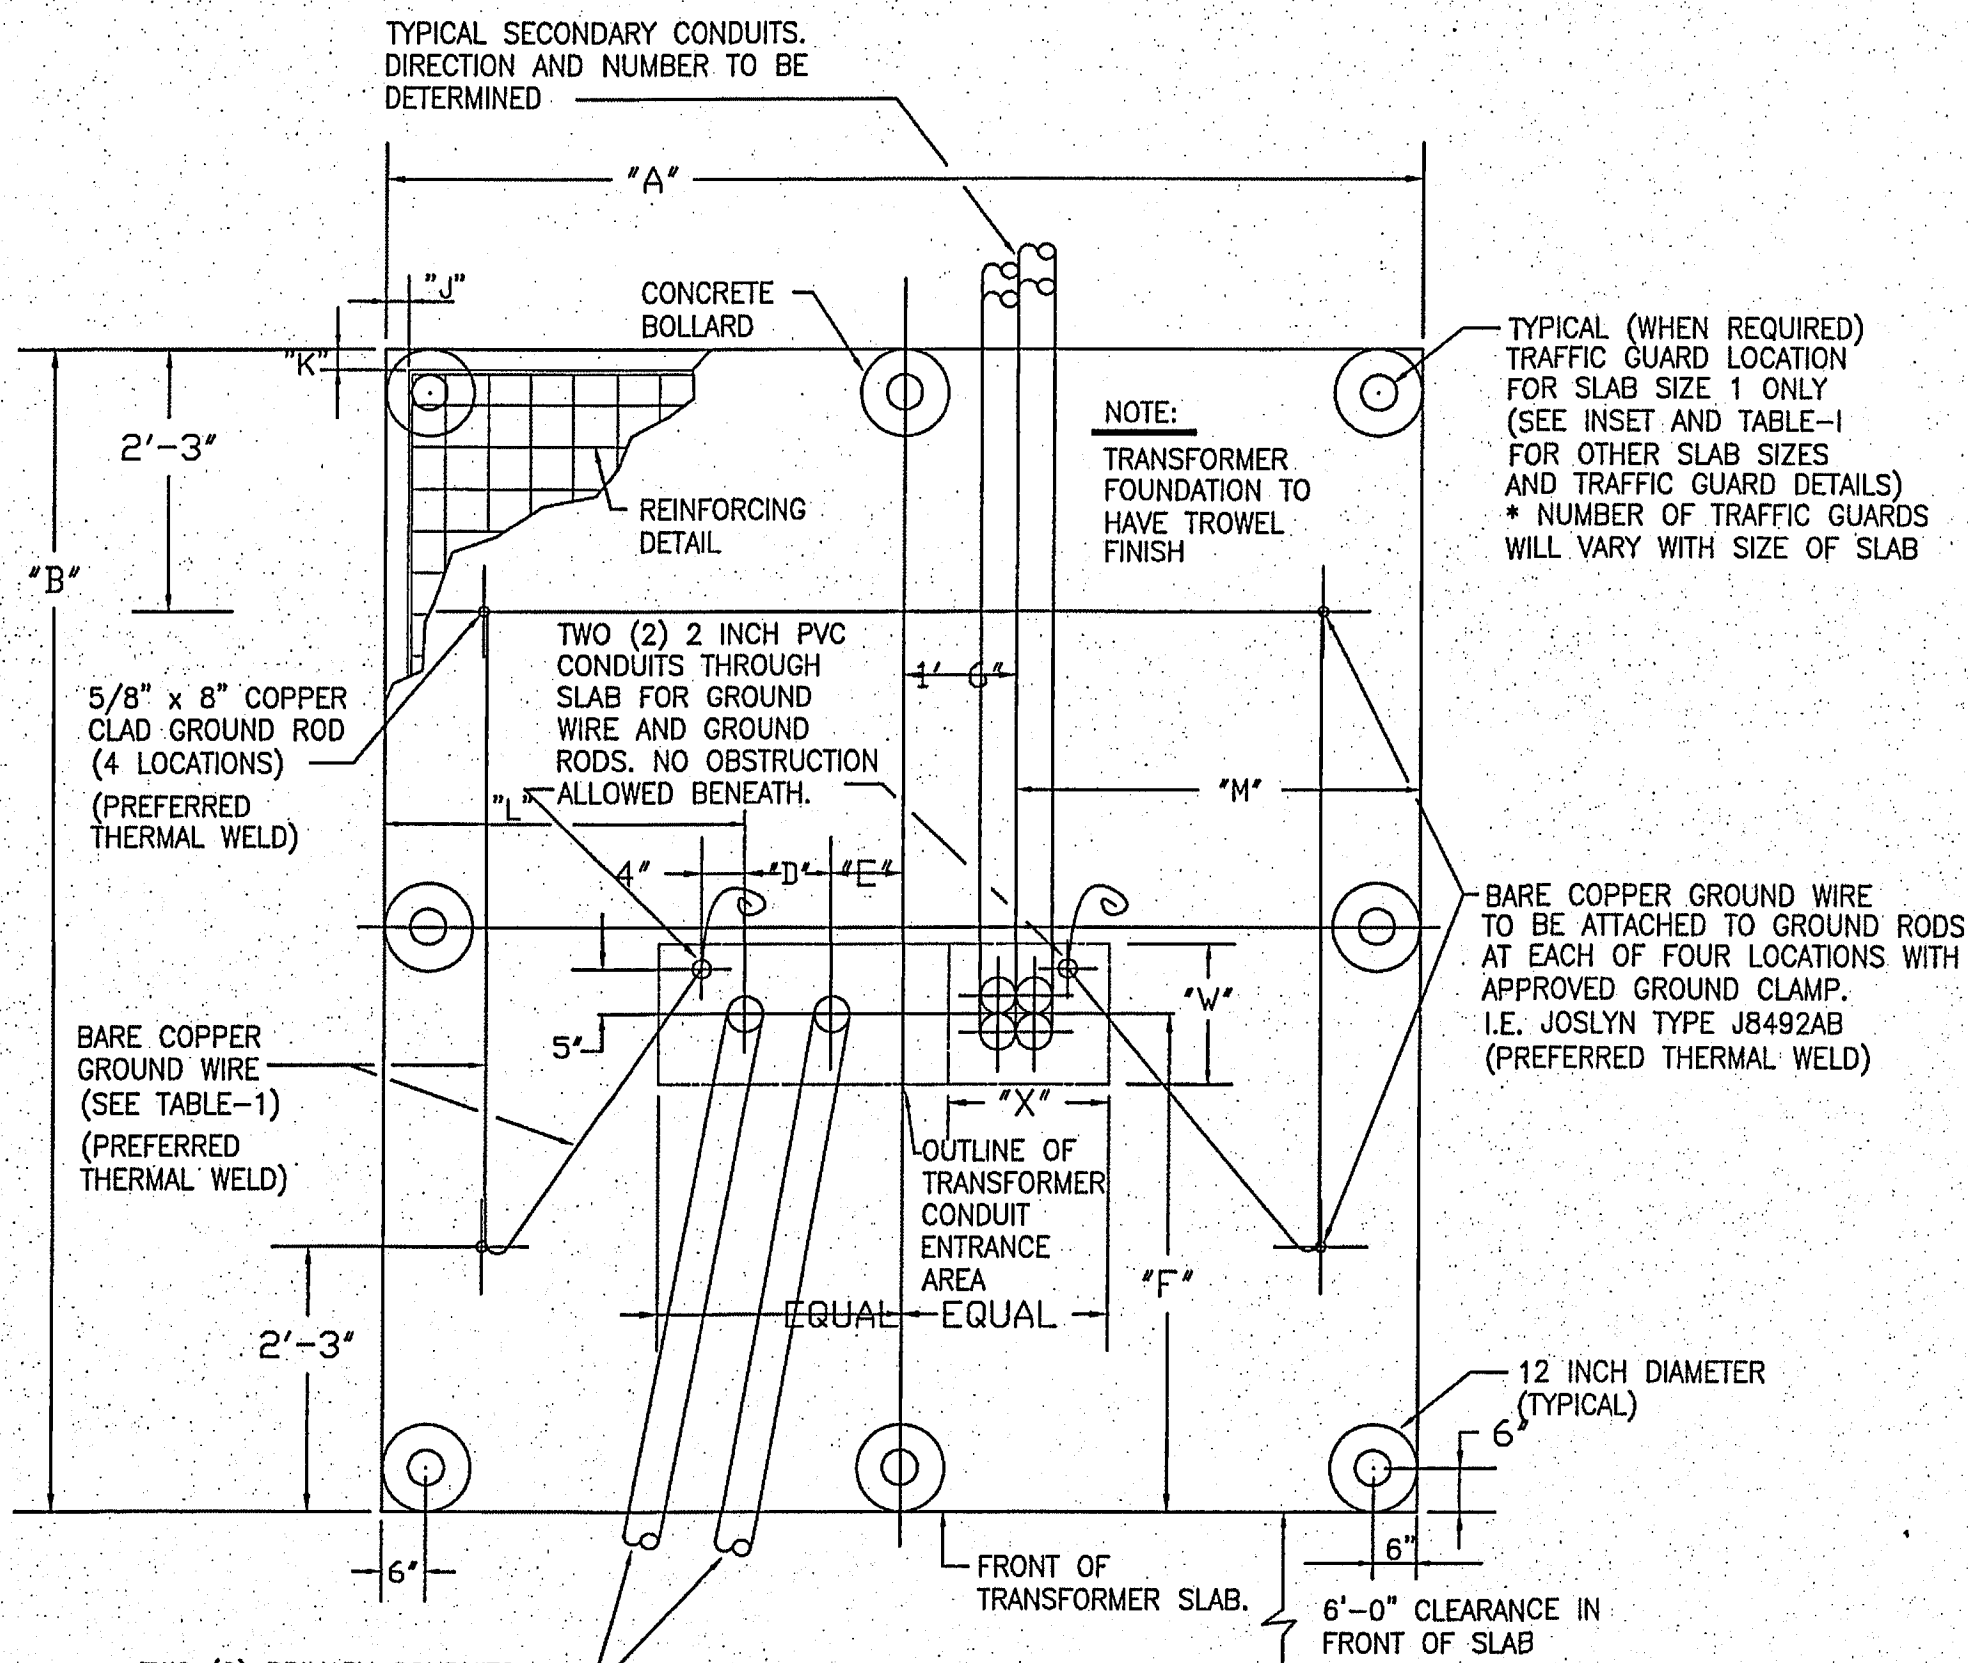 TYPICAL SECONDARY CONDUITS.
DIRECTION AND NUMBER TO BE
DETERMINED
"A"
"J"
CONCRETE
BOLLARD
"K"
2'-3"
"B"
NOTE:
TRANSFORMER
FOUNDATION TO
HAVE TROWEL
FINISH
TYPICAL (WHEN REQUIRED)
TRAFFIC GUARD LOCATION
FOR SLAB SIZE 1 ONLY
(SEE INSET AND TABLE-1
FOR OTHER SLAB SIZES
AND TRAFFIC GUARD DETAILS)
* NUMBER OF TRAFFIC GUARDS
WILL VARY WITH SIZE OF SLAB
REINFORCING
DETAIL
TWO (2) 2 INCH PVC
CONDUITS THROUGH
SLAB FOR GROUND
WIRE AND GROUND
RODS. NO OBSTRUCTION
ALLOWED BENEATH.
5/8" x 8" COPPER
CLAD GROUND ROD
(4 LOCATIONS)
(PREFERRED
THERMAL WELD)
"L"
"M"
4"
"D"
"E"
BARE COPPER GROUND WIRE
TO BE ATTACHED TO GROUND RODS
AT EACH OF FOUR LOCATIONS WITH
APPROVED GROUND CLAMP.
I.E. JOSLYN TYPE J8492AB
(PREFERRED THERMAL WELD)
"W"
5"
BARE COPPER
GROUND WIRE
(SEE TABLE-1)
(PREFERRED
THERMAL WELD)
"X"
OUTLINE OF
TRANSFORMER
CONDUIT
ENTRANCE
AREA
"F"
EQUAL
EQUAL
2'-3"
12 INCH DIAMETER
(TYPICAL)
6"
6"
6"
FRONT OF
TRANSFORMER SLAB.
6'-0" CLEARANCE IN
FRONT OF SLAB